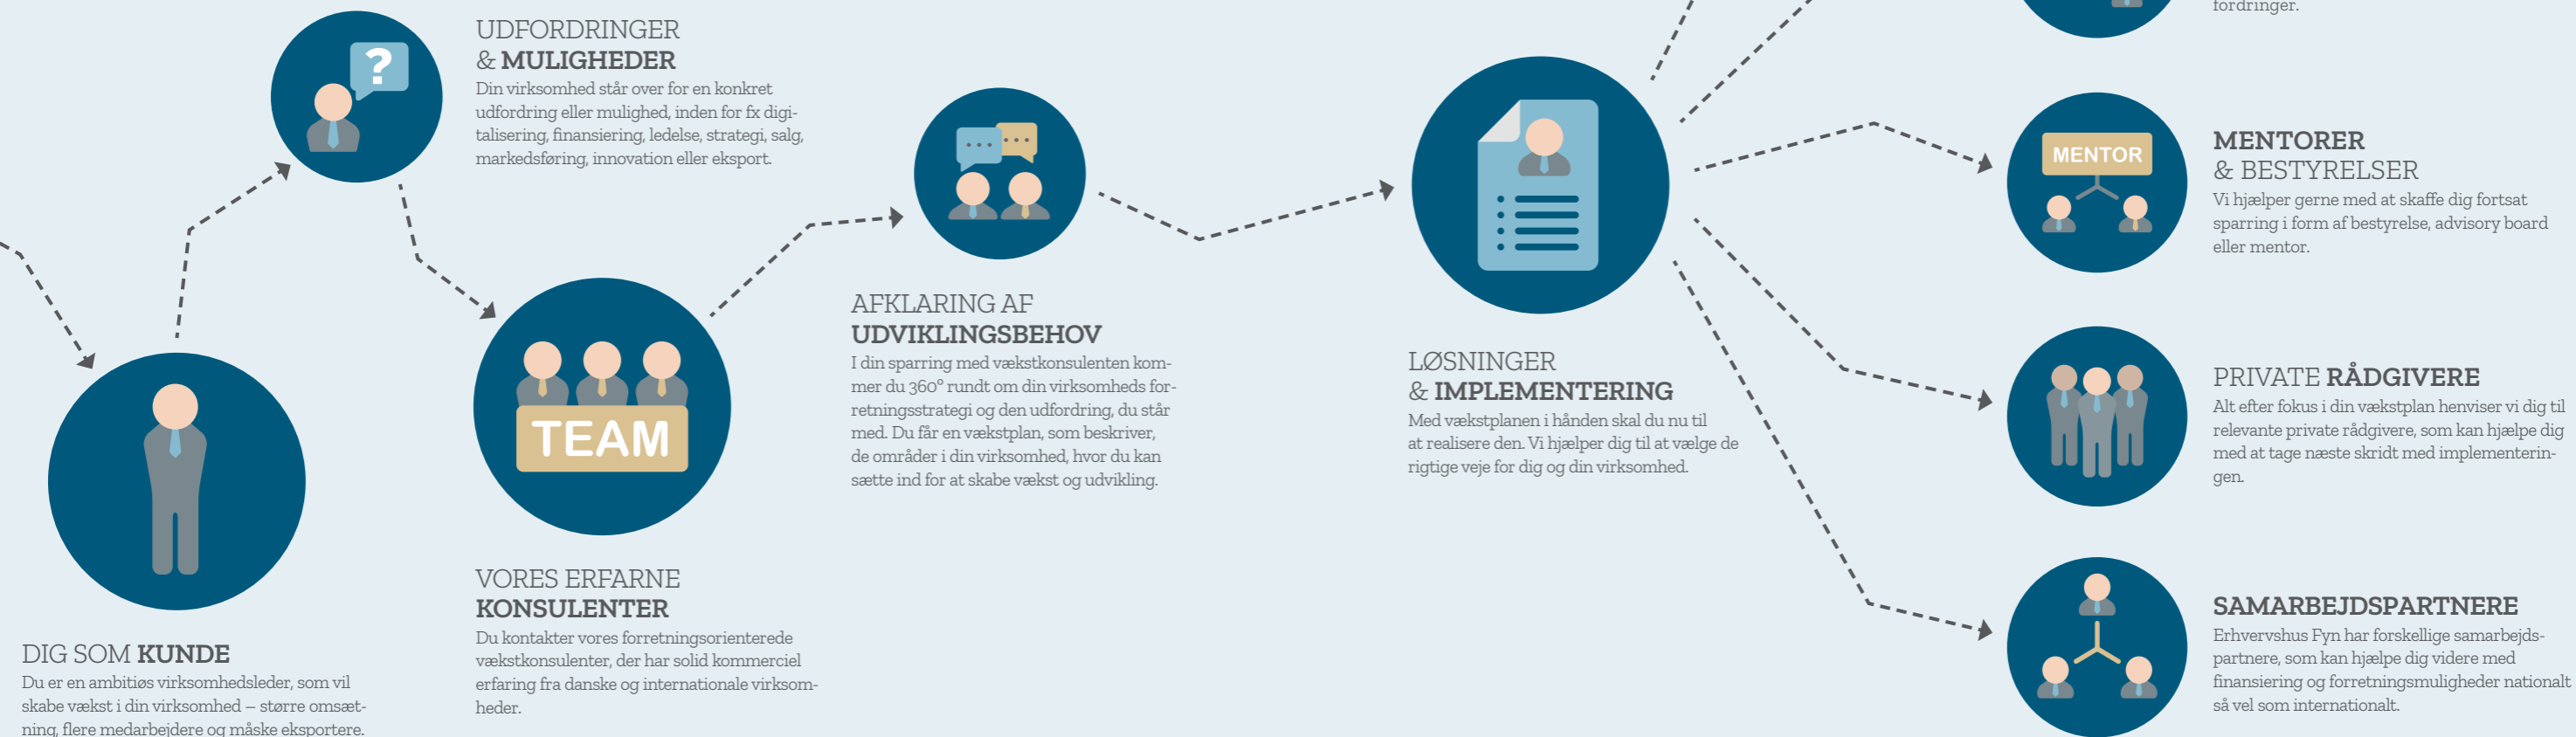 UDFORDRINGER
& MULIGHEDER
Din virksomhed står over for en konkret
udfordring eller mulighed, inden for fx digi-
talisering, finansiering, ledelse, strategi, salg,
markedsføring, innovation eller eksport.
?
DIG SOM KUNDE
Du er en ambitiøs virksomhedsleder, som vil
skabe vækst i din virksomhed – større omsæt-
ning, flere medarbejdere og måske eksportere.
TEAM
VORES ERFARNE
KONSULENTER
Du kontakter vores forretningsorienterede
vækstkonsulenter, der har solid kommerciel
erfaring fra danske og internationale virksom-
heder.
AFKLARING AF
UDVIKLINGSBEHOV
I din sparring med vækstkonsulenten kom-
mer du 360° rundt om din virksomheds for-
retningsstrategi og den udfordring, du står
med. Du får en vækstplan, som beskriver,
de områder i din virksomhed, hvor du kan
sætte ind for at skabe vækst og udvikling.
LØSNINGER
& IMPLEMENTERING
Med vækstplanen i hånden skal du nu til
at realisere den. Vi hjælper dig til at vælge de
rigtige veje for dig og din virksomhed.
fordringer.
MENTOR
MENTORER
& BESTYRELSER
Vi hjælper gerne med at skaffe dig fortsat
sparring i form af bestyrelse, advisory board
eller mentor.
PRIVATE RÅDGIVERE
Alt efter fokus i din vækstplan henviser vi dig til
relevante private rådgivere, som kan hjælpe dig
med at tage næste skridt med implementerin-
gen.
SAMARBEJDSPARTNERE
Erhvervshus Fyn har forskellige samarbejds-
partnere, som kan hjælpe dig videre med
finansiering og forretningsmuligheder nationalt
så vel som internationalt.